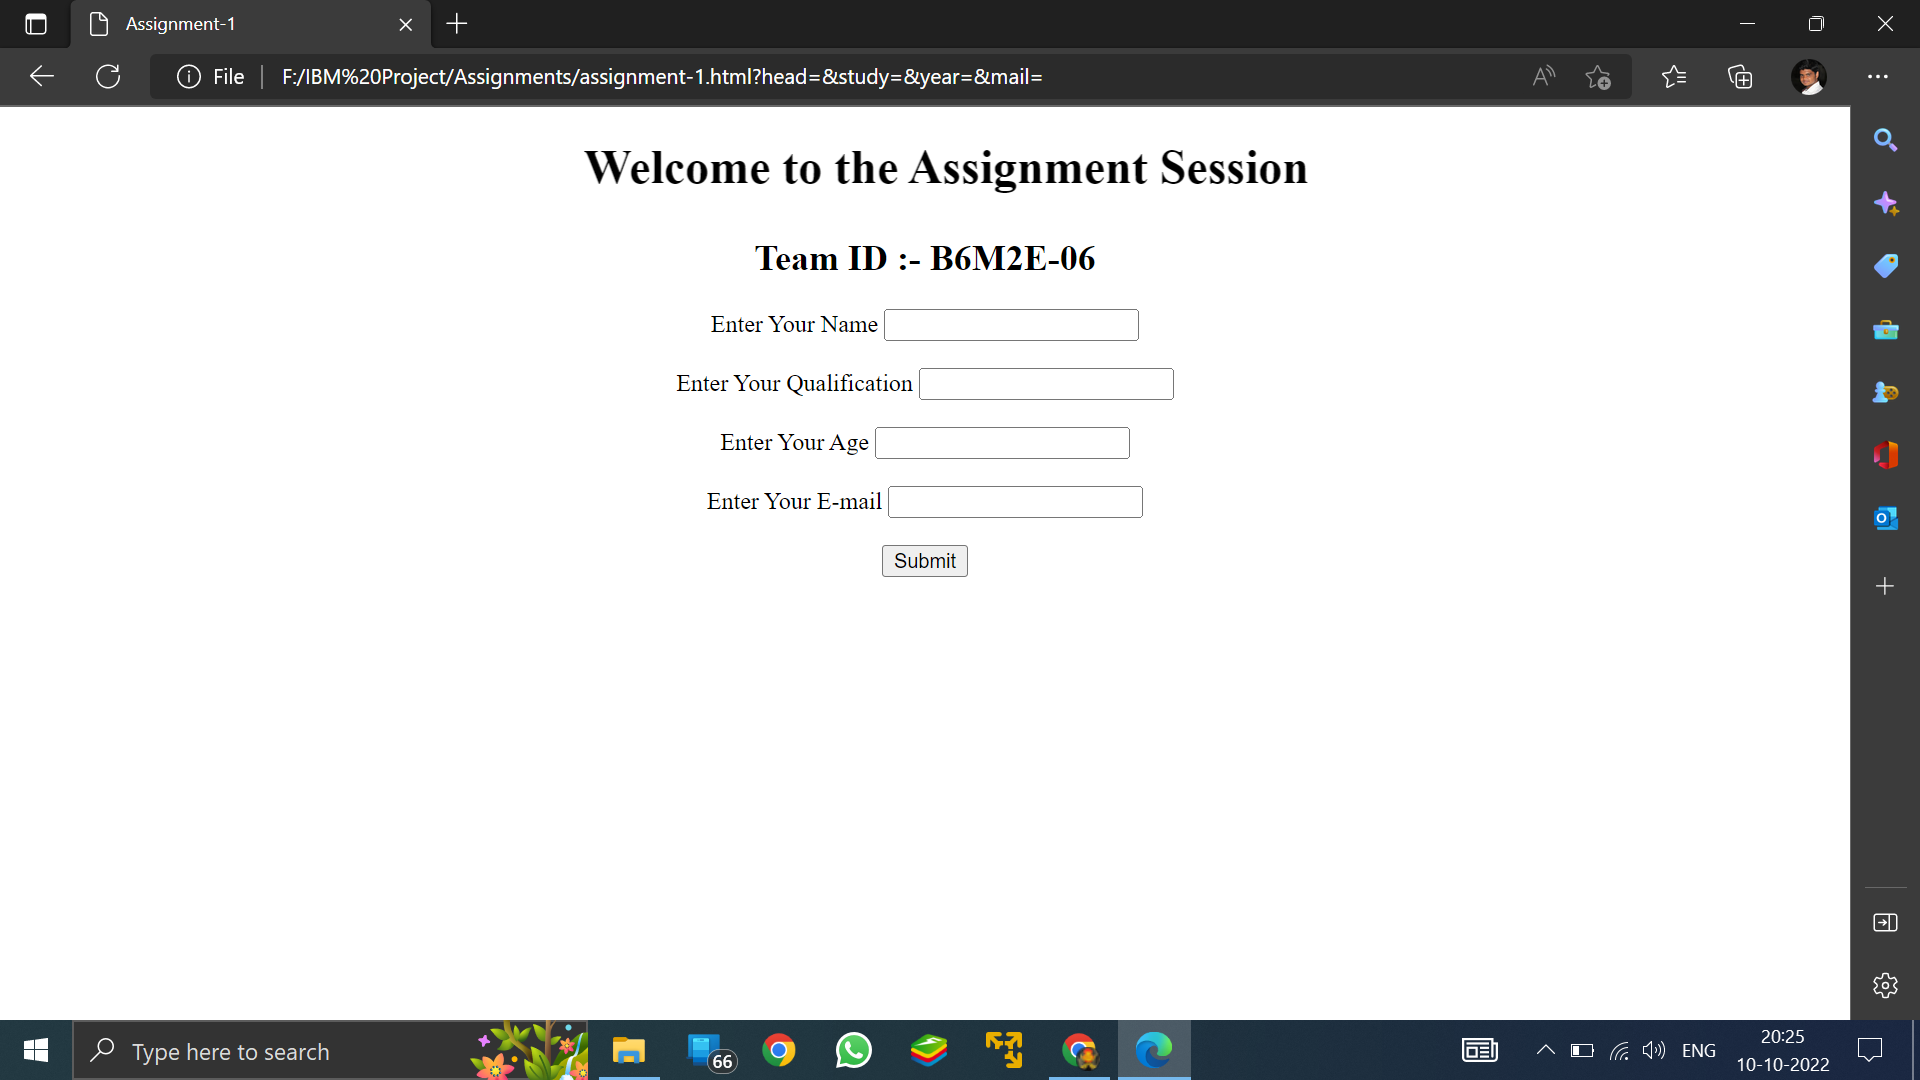 Assignment-1
File
F:/IBM%20Project/Assignments/assignment-1.html?head=&study=&year=&mail=
Welcome to the Assignment Session
Team ID :- B6M2E-06
Enter Your Name
Enter Your Qualification
Enter Your Age
Enter Your E-mail
Submit
Type here to search
66
ENG
20:25
10-10-2022